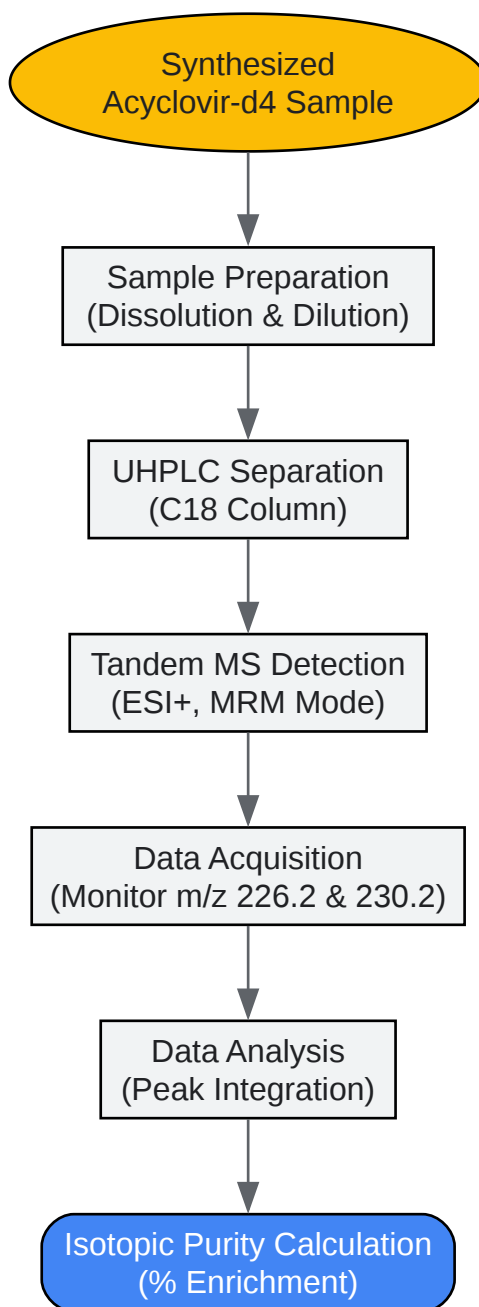 Synthesized
Acyclovir-d4 Sample
Sample Preparation
(Dissolution & Dilution)
UHPLC Separation
(C18 Column)
Tandem MS Detection
(ESI+, MRM Mode)
Data Acquisition
(Monitor m/z 226.2 & 230.2)
Data Analysis
(Peak Integration)
Isotopic Purity Calculation
(% Enrichment)